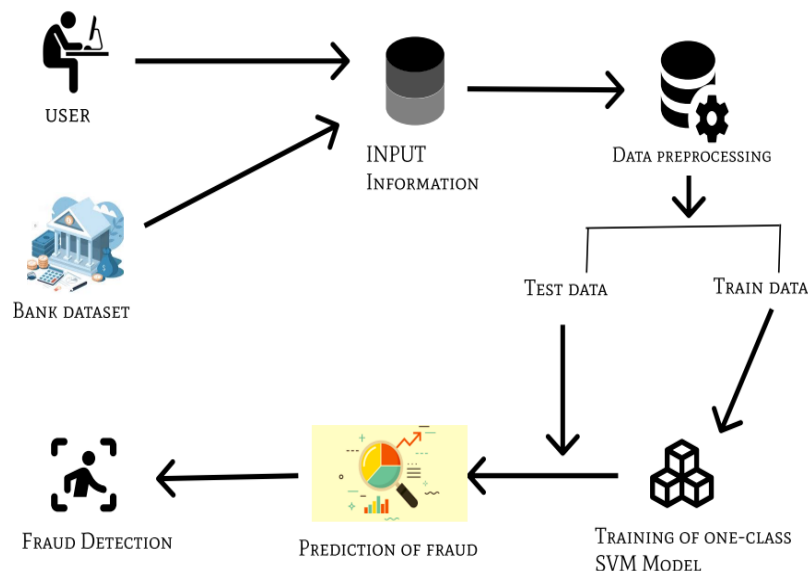 USER
INPUT
INFORMATION
DATA PREPROCESSING
BANK DATASET
TEST DATA
TRAIN DATA
FRAUD DETECTION
PREDICTION OF FRAUD
TRAINING OF ONE-CLASS
SVM MODEL